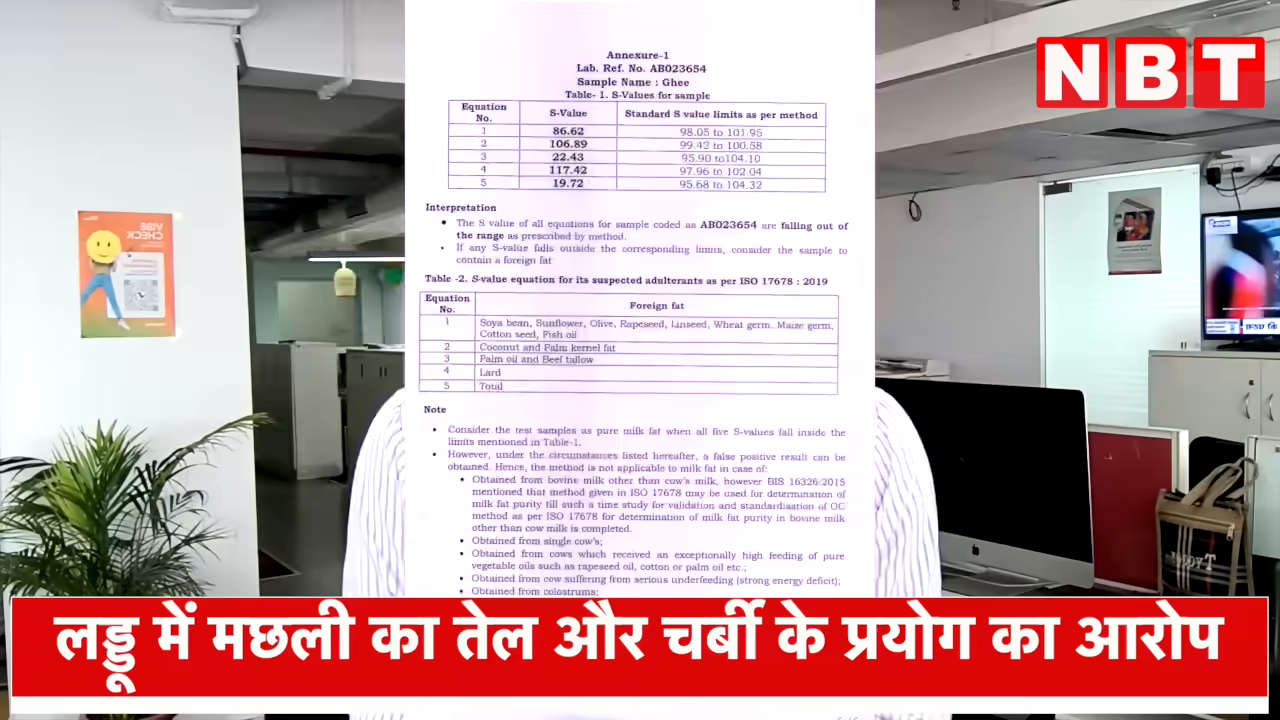 NBT
VIBE
CHECK
Annexure-1
Lab. Ref. No. AB023654
Sample Name : Ghee
Table- 1. S-Values for sample
Equation No. S-Value Standard S value limits as per method
1 86.62 98.05 to 101.95
2 106.89 99.42 to 100.58
3 22.43 95.90 to104.10
4 117.42 97.96 to 102.04
5 19.72 95.68 to 104.32
Interpretation
• The S value of all equations for sample coded as AB023654 are falling out of
the range as prescribed by method.
• If any S-value falls outside the corresponding limits, consider the sample to
contain a foreign fat
Table -2. S-value equation for its suspected adulterants as per ISO 17678 : 2019
Equation No. Foreign fat
1 Soya bean, Sunflower, Olive, Rapeseed, Linseed, Wheat germ. Maize germ,
Cotton seed, Fish oil
2 Coconut and Palm kernel fat
3 Palm oil and Beef tallow
4 Lard
5 Total
Note
• Consider the test samples as pure milk fat when all five S-values fall inside the
limits mentioned in Table-1.
• However, under the circumstances listed hereafter, a false positive result can be
obtained. Hence, the method is not applicable to milk fat in case of:
• Obtained from bovine milk other than cow's milk, however BIS 16326:2015
mentioned that method given in ISO 17678 may be used for determination of
milk fat purity till such a time study for validation and standardisation of GC
method as per ISO 17678 for determination of milk fat purity in bovine milk
other than cow milk is completed.
• Obtained from single cow's;
• Obtained from cows which received an exceptionally high feeding of pure
vegetable oils such as rapeseed oil, cotton or palm oil etc.;
• Obtained from cow suffering from serious underfeeding (strong energy deficit);
• Obtained from colostrums;
लड्डू में मछली का तेल और चर्बी के प्रयोग का आरोप